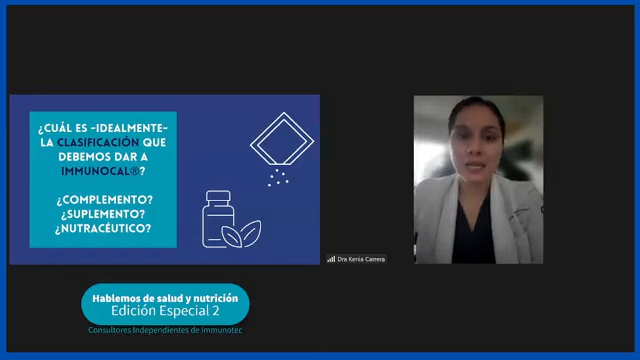 ¿CUÁL ES -IDEALMENTE-
LA CLASIFICACIÓN QUE
DEBEMOS DAR A
IMMUNOCAL®?
¿COMPLEMENTO?
¿SUPLEMENTO?
¿NUTRACÉUTICO?
Dra Kenia Carrera
Hablemos de salud y nutrición
Edición Especial 2
Consultores Independientes de Immunotec